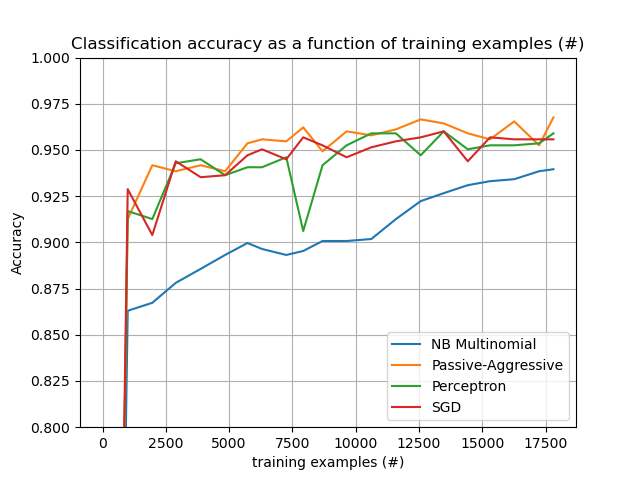 Classification accuracy as a function of training examples (#)
1.000
0.975
0.950
0.925
0.900
0.875
0.850
0.825
0.800
Accuracy
NB Multinomial
Passive-Aggressive
Perceptron
SGD
0 2500 5000 7500 10000 12500 15000 17500
training examples (#)